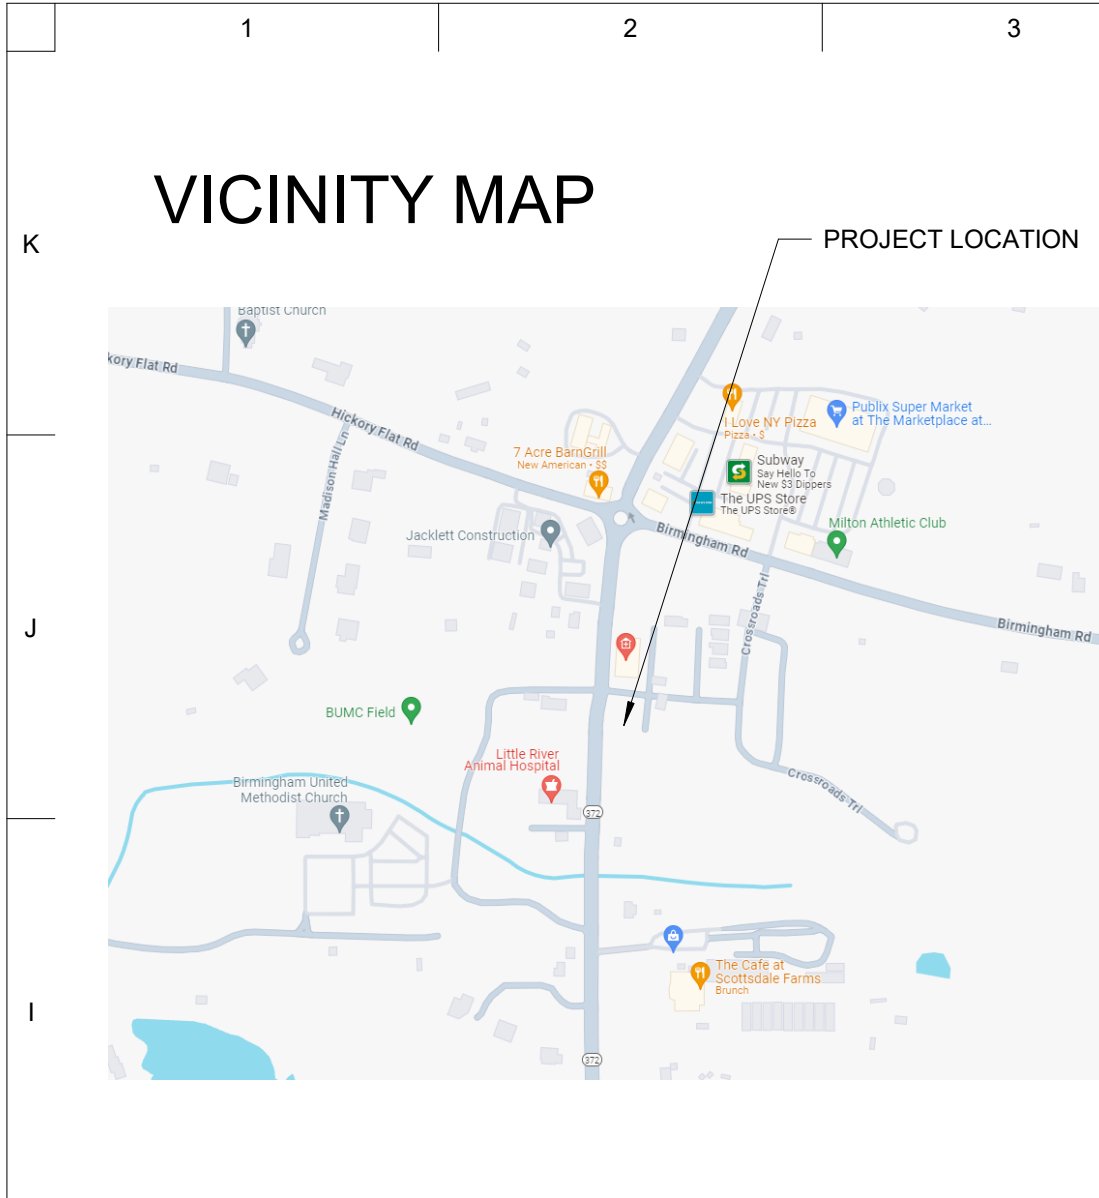 1
2
3
VICINITY MAP
K
PROJECT LOCATION
Baptist Church
kory Flat Rd
Hickory Flat Rd
Madison Hall Ln
I Love NY Pizza
Pizza • $
Publix Super Market
at The Marketplace at...
7 Acre BarnGrill
New American • $$
Subway
Say Hello To
New $3 Dippers
The UPS Store
The UPS Store®
Jacklett Construction
Birmingham Rd
Milton Athletic Club
Crossroads Trl
J
Birmingham Rd
BUMC Field
Little River
Animal Hospital
Birmingham United
Methodist Church
Crossroads Trl
372
The Cafe at
Scottsdale Farms
Brunch
I
372